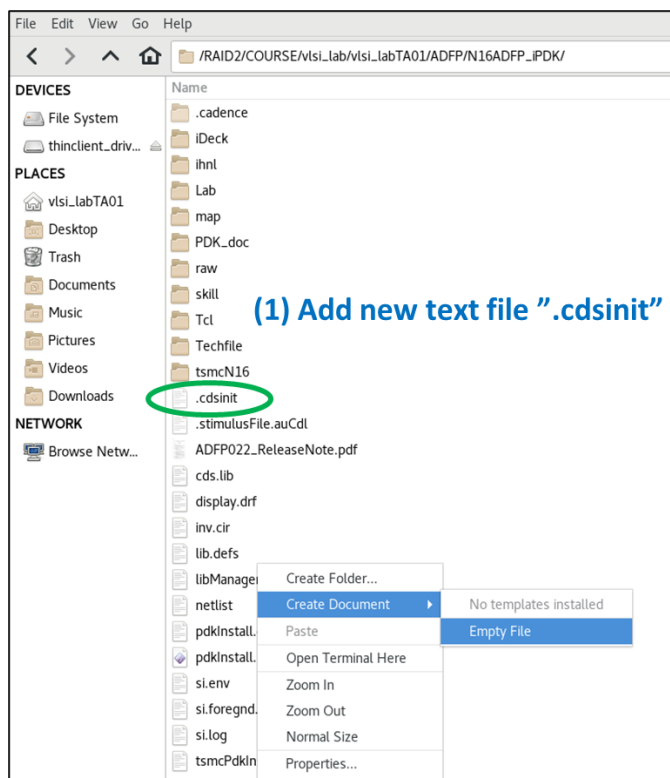 File Edit View Go Help
/RAID2/COURSE/vlsi_lab/vlsi_labTA01/ADFP/N16ADFP_iPDK/
DEVICES
File System
thinclient_driv...
PLACES
vlsi_labTA01
Desktop
Trash
Documents
Music
Pictures
Videos
Downloads
NETWORK
Browse Netw...
Name
.cadence
iDeck
ihnl
Lab
map
PDK_doc
raw
skill
Tcl
Techfile
tsmcN16
.cdsinit
.stimulusFile.auCdl
ADFP022_ReleaseNote.pdf
cds.lib
display.drf
inv.cir
lib.defs
libManager
netlist
pdkInstall.
pdkInstall.
si.env
si.foregnd.
si.log
tsmcPdkIn
(1) Add new text file ”.cdsinit”
Create Folder...
Create Document
Paste
Open Terminal Here
Zoom In
Zoom Out
Normal Size
Properties...
No templates installed
Empty File